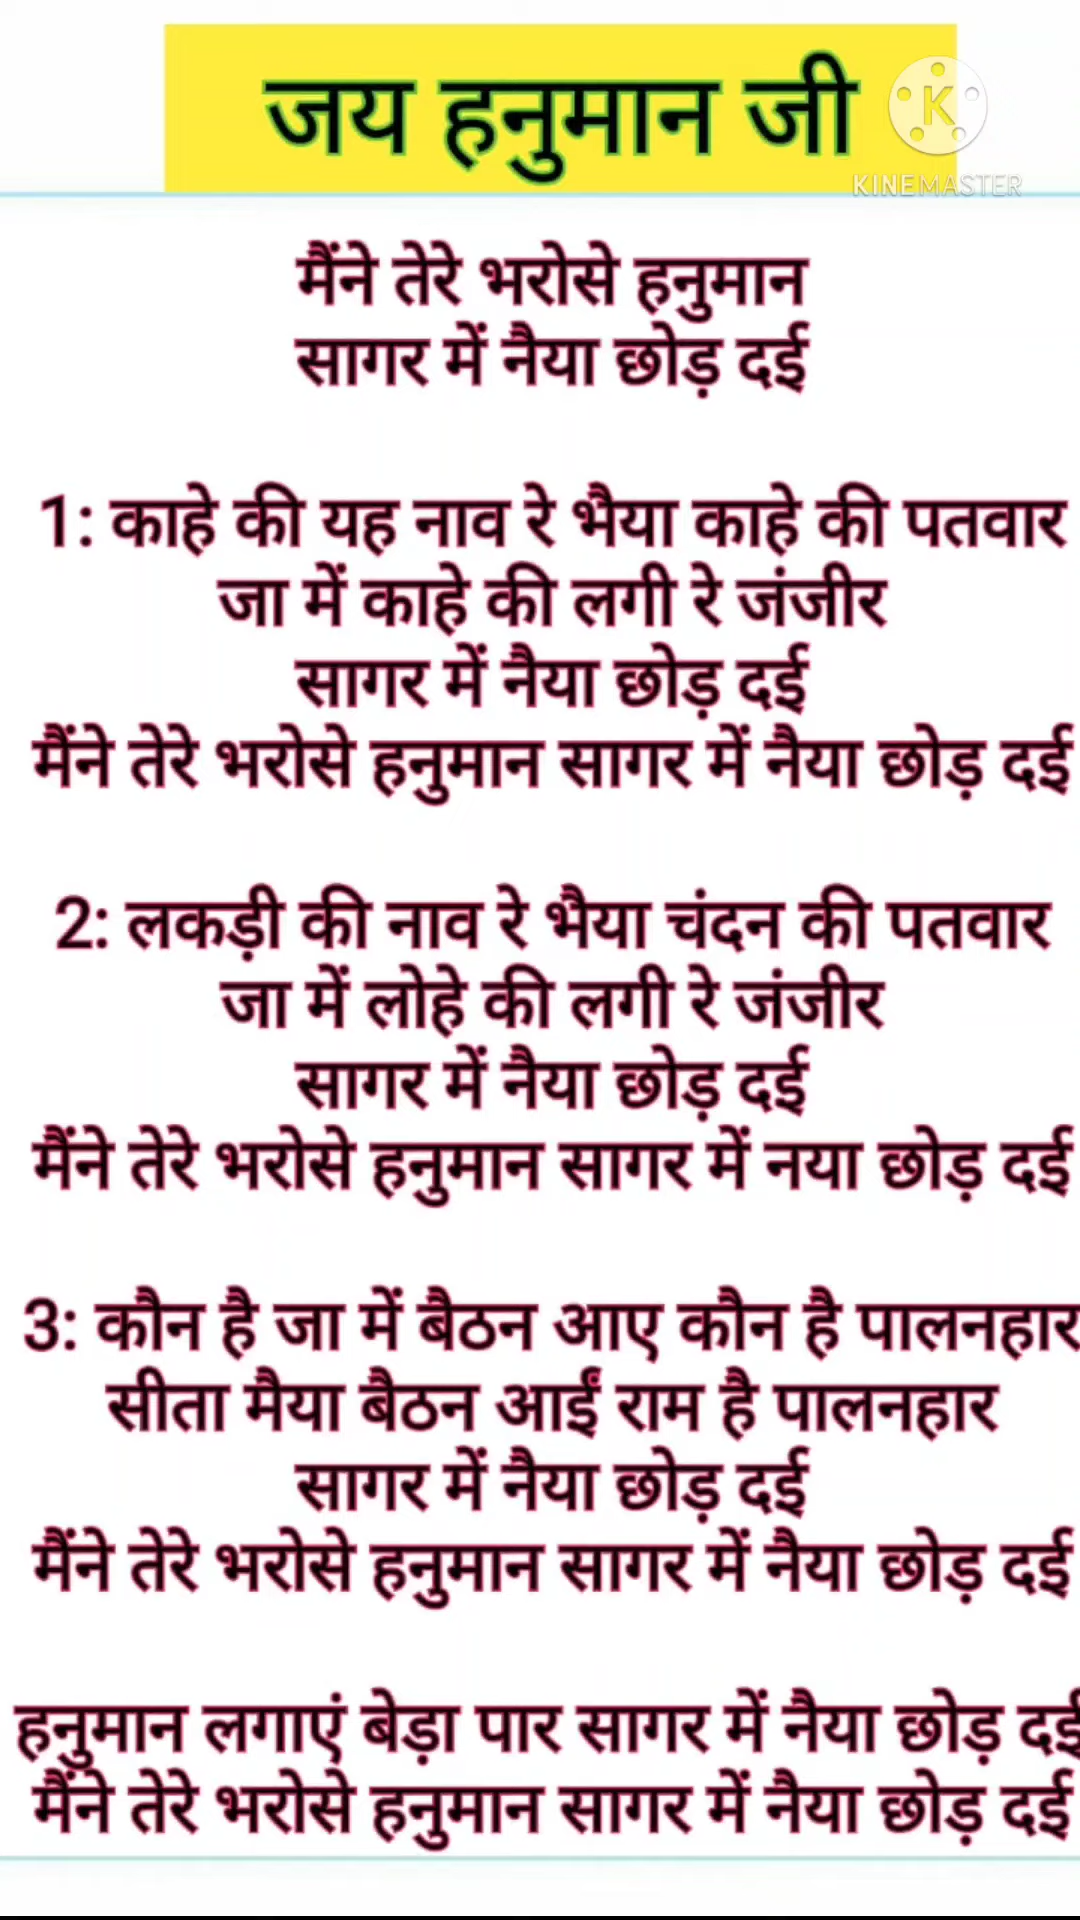 जय हनुमान जी
KINEMASTER
मैंने तेरे भरोसे हनुमान
सागर में नैया छोड़ दई
1: काहे की यह नाव रे भैया काहे की पतवार
जा में काहे की लगी रे जंजीर
सागर में नैया छोड़ दई
मैंने तेरे भरोसे हनुमान सागर में नैया छोड़ दई
2: लकड़ी की नाव रे भैया चंदन की पतवार
जा में लोहे की लगी रे जंजीर
सागर में नैया छोड़ दई
मैंने तेरे भरोसे हनुमान सागर में नया छोड़ दई
3: कौन है जा में बैठन आए कौन है पालनहार
सीता मैया बैठन आईं राम है पालनहार
सागर में नैया छोड़ दई
मैंने तेरे भरोसे हनुमान सागर में नैया छोड़ दई
हनुमान लगाएं बेड़ा पार सागर में नैया छोड़ दई
मैंने तेरे भरोसे हनुमान सागर में नैया छोड़ दई